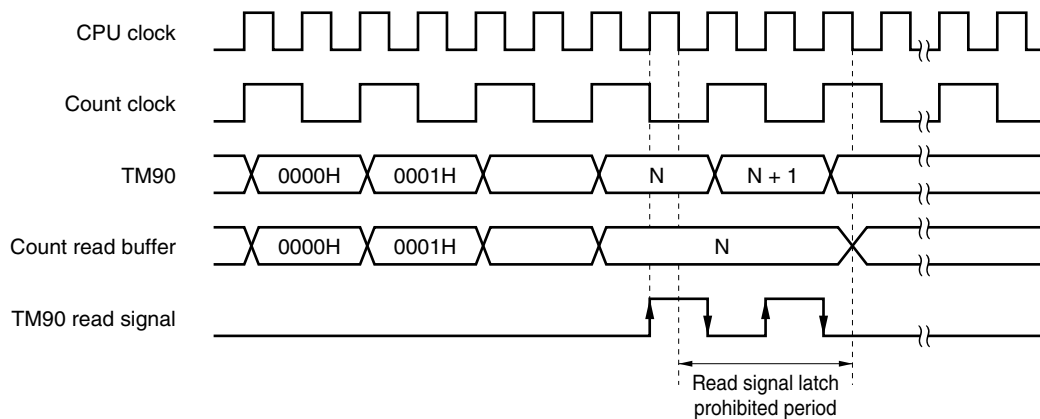 CPU clock
Count clock
TM90 0000H 0001H N N + 1
Count read buffer 0000H 0001H N
TM90 read signal
Read signal latch
prohibited period